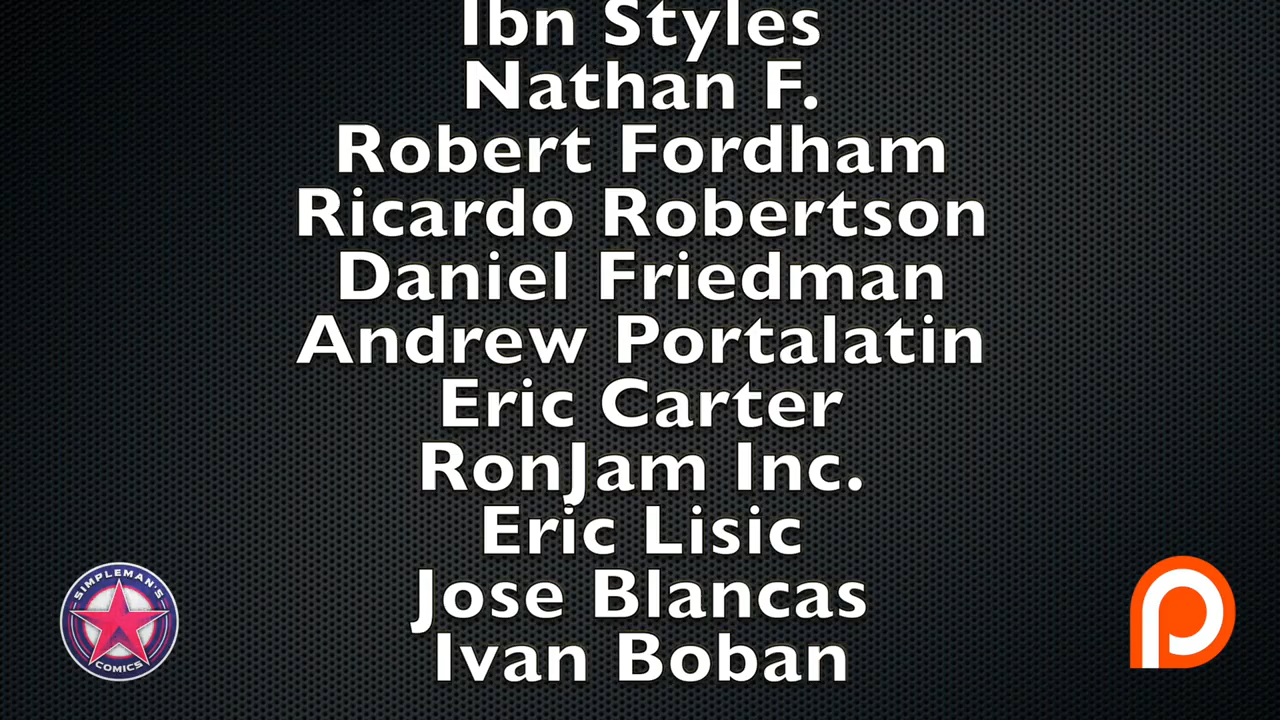 Ibn Styles
Nathan F.
Robert Fordham
Ricardo Robertson
Daniel Friedman
Andrew Portalatin
Eric Carter
RonJam Inc.
Eric Lisic
Jose Blancas
Ivan Boban
SIMPLEMAN'S
COMICS